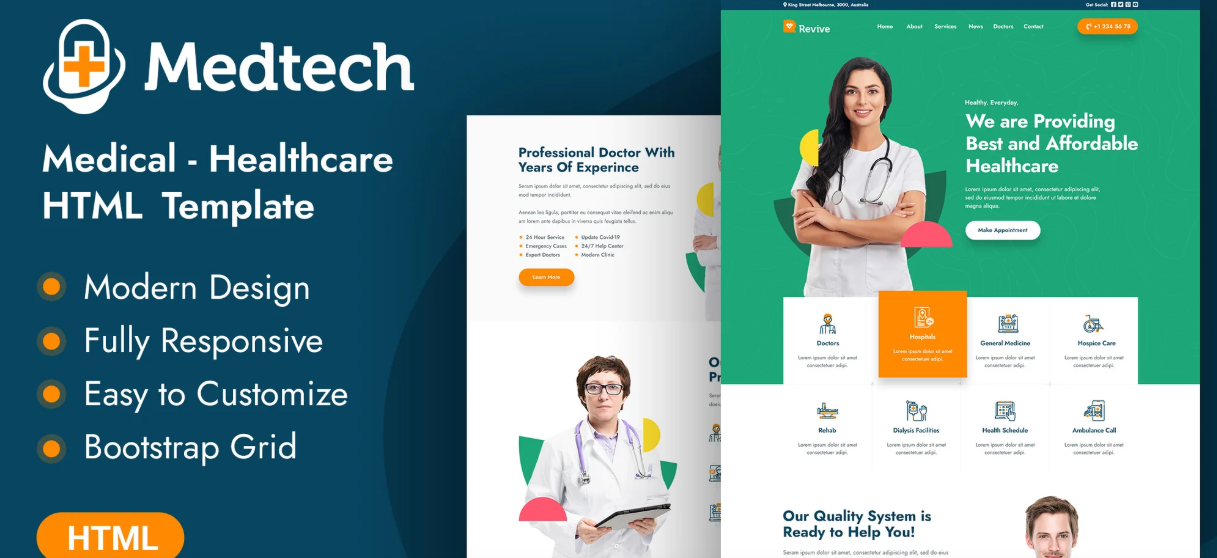 Medtech
Medical - Healthcare
HTML Template
Modern Design
Fully Responsive
Easy to Customize
Bootstrap Grid
HTML
Professional Doctor With
Years Of Experince
Serem ipsum dolor sit amet, consectetur adipiscing elit, sed do eius
mod tempor incididunt
Aenean leo ligula, porttitor eu consequat vitae eleifend ac enim aliqu
am lorem ante dapibus in viverra quis feugiats tellus.
24 Hour Service
Update Covid-19
Emergency Cases
24/7 Help Center
Expert Doctors
Modern Clinic
Learn More
King Street Melbourne, 3000, Australia
Get Social:
Revive
Home
About
Services
News
Doctors
Contact
+1 234 56 78
Healthy. Everyday.
We are Providing
Best and Affordable
Healthcare
Lorem ipsum dolor sit amet, consectetur adipiscing elit,
sed do eiusmod tempor incididunt ut labore et dolore
magna aliqua.
Make Appointment
Doctors
Lorem ipsum dolor sit amet
consectetuer adipi.
Hospitals
Lorem ipsum dolor sit amet
consectetuer adipi.
General Medicine
Lorem ipsum dolor sit amet
consectetuer adipi.
Hospice Care
Lorem ipsum dolor sit amet
consectetuer adipi.
Rehab
Lorem ipsum dolor sit amet
consectetuer adipi.
Dialysis Facilities
Lorem ipsum dolor sit amet
consectetuer adipi.
Health Schedule
Lorem ipsum dolor sit amet
consectetuer adipi.
Ambulance Call
Lorem ipsum dolor sit amet
consectetuer adipi.
Our Quality System is
Ready to Help You!
Serem ipsum dolor sit amet, consectetur adipiscing elit, sed do eius